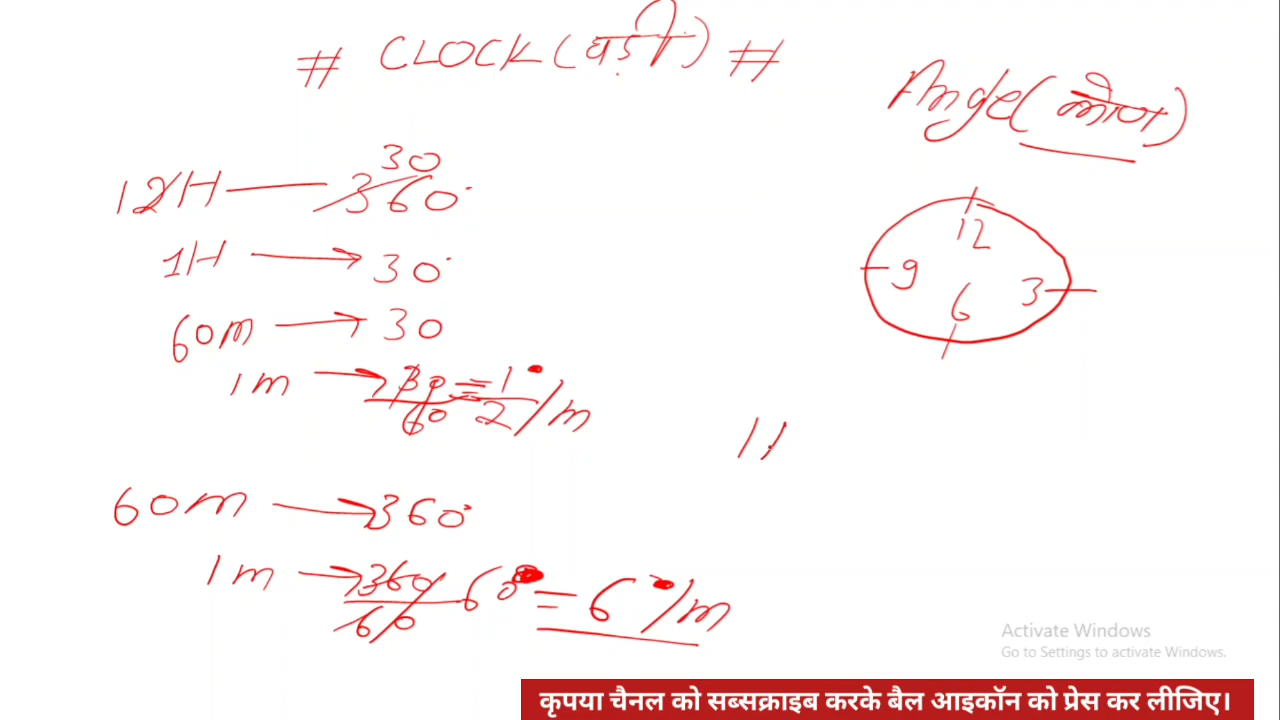 # CLOCK (घड़ी) #
Angle (कोण)
12H — 360° 30
1H → 30°
60m → 30
1m → 30/60 = 1°/2/m
12
9
3
6
11
60m → 360°
1m → 360/60 6° = 6°/m
Activate Windows
Go to Settings to activate Windows.
कृपया चैनल को सब्सक्राइब करके बैल आइकॉन को प्रेस कर लीजिए।